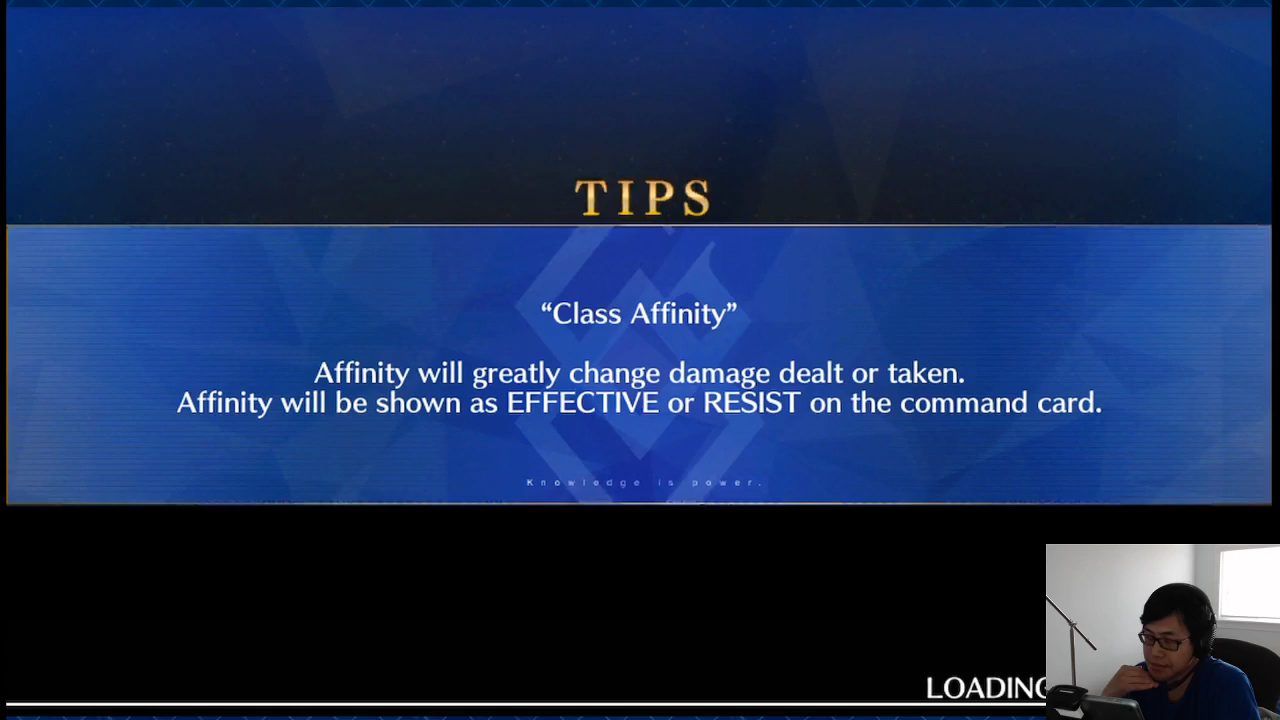 TIPS
“Class Affinity”
Affinity will greatly change damage dealt or taken.
Affinity will be shown as EFFECTIVE or RESIST on the command card.
Knowledge is power.
LOADING